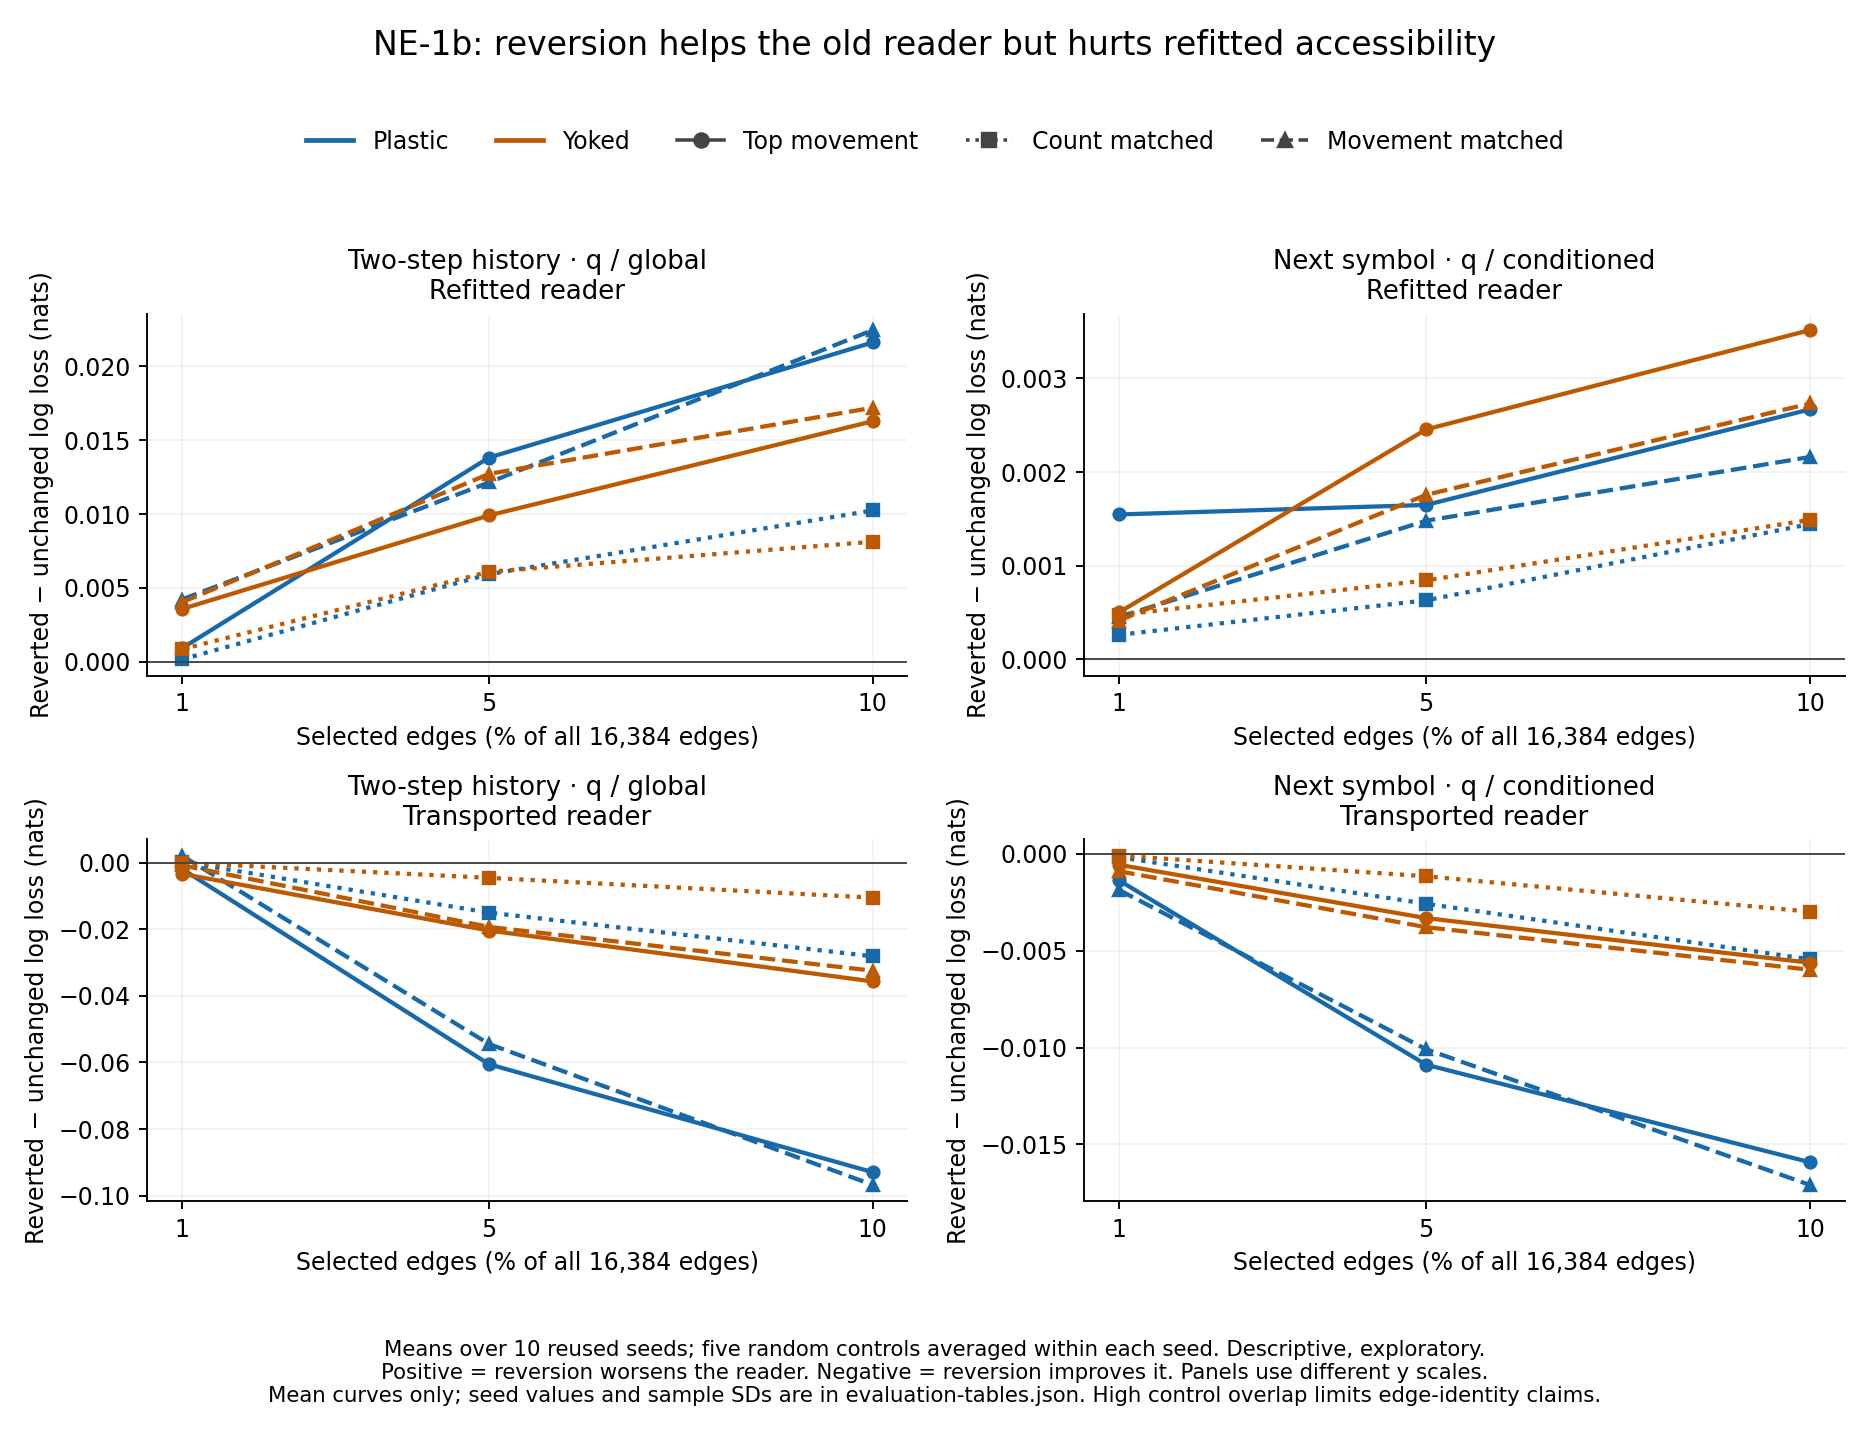 NE-1b: reversion helps the old reader but hurts refitted accessibility
Plastic
Yoked
Top movement
Count matched
Movement matched
Two-step history · q / global
Refitted reader
Reverted − unchanged log loss (nats)
0.020
0.015
0.010
0.005
0.000
1
5
10
Selected edges (% of all 16,384 edges)
Next symbol · q / conditioned
Refitted reader
Reverted − unchanged log loss (nats)
0.003
0.002
0.001
0.000
1
5
10
Selected edges (% of all 16,384 edges)
Two-step history · q / global
Transported reader
Reverted − unchanged log loss (nats)
0.00
−0.02
−0.04
−0.06
−0.08
−0.10
1
5
10
Selected edges (% of all 16,384 edges)
Next symbol · q / conditioned
Transported reader
Reverted − unchanged log loss (nats)
0.000
−0.005
−0.010
−0.015
1
5
10
Selected edges (% of all 16,384 edges)
Means over 10 reused seeds; five random controls averaged within each seed. Descriptive, exploratory.
Positive = reversion worsens the reader. Negative = reversion improves it. Panels use different y scales.
Mean curves only; seed values and sample SDs are in evaluation-tables.json. High control overlap limits edge-identity claims.